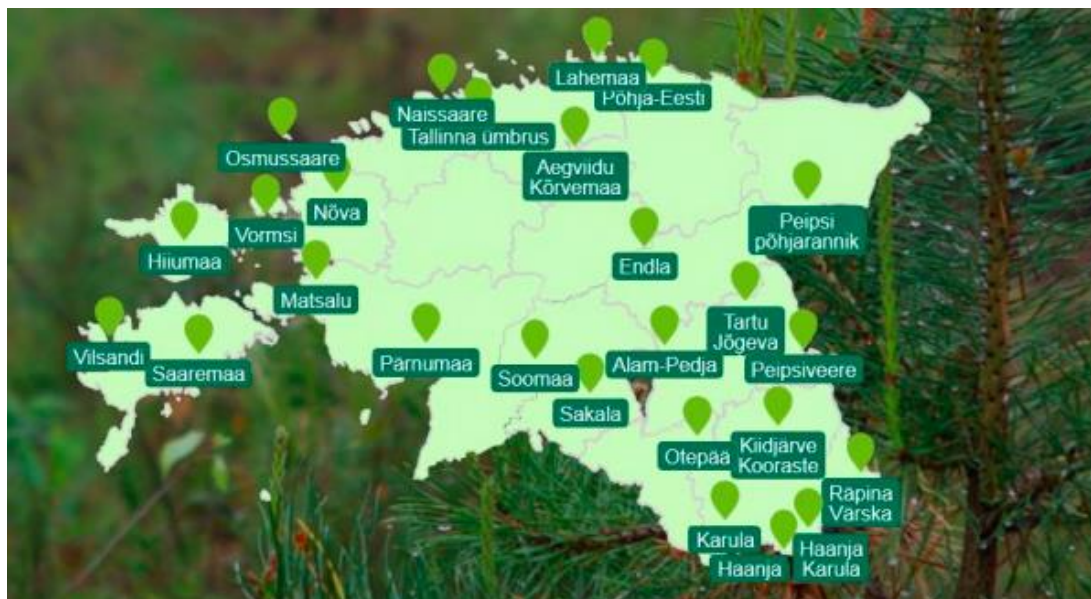 Lahemaa
Põhja-Eesti
Naissaare
Tallinna ümbrus
Osmussaare
Aegviidu
Kõrvemaa
Nõva
Vormsi
Peipsi
põhjarannik
Hiiumaa
Endla
Matsalu
Tartu
Jõgeva
Vilsandi
Saaremaa
Pärnumaa
Soomaa
Alam-Pedja
Peipsiveere
Sakala
Otepää
Kiidjärve
Kooraste
Räpina
Värska
Karula
Haanja
Haanja
Karula